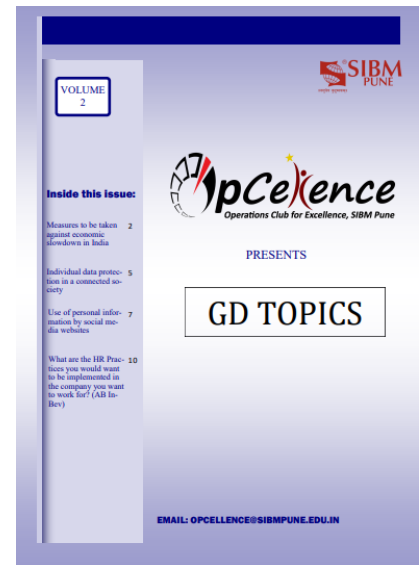 SIBM
PUNE
VOLUME
2
Inside this issue:
Measures to be taken 2
against economic
slowdown in India
Individual data protec- 5
tion in a connected so-
ciety
Use of personal infor- 7
mation by social me-
dia websites
What are the HR Prac- 10
tices you would want
to be implemented in
the company you want
to work for? (AB In-
Bev)
OpCellence
Operations Club for Excellence, SIBM Pune
PRESENTS
GD TOPICS
EMAIL: OPCELLENCE@SIBMPUNE.EDU.IN